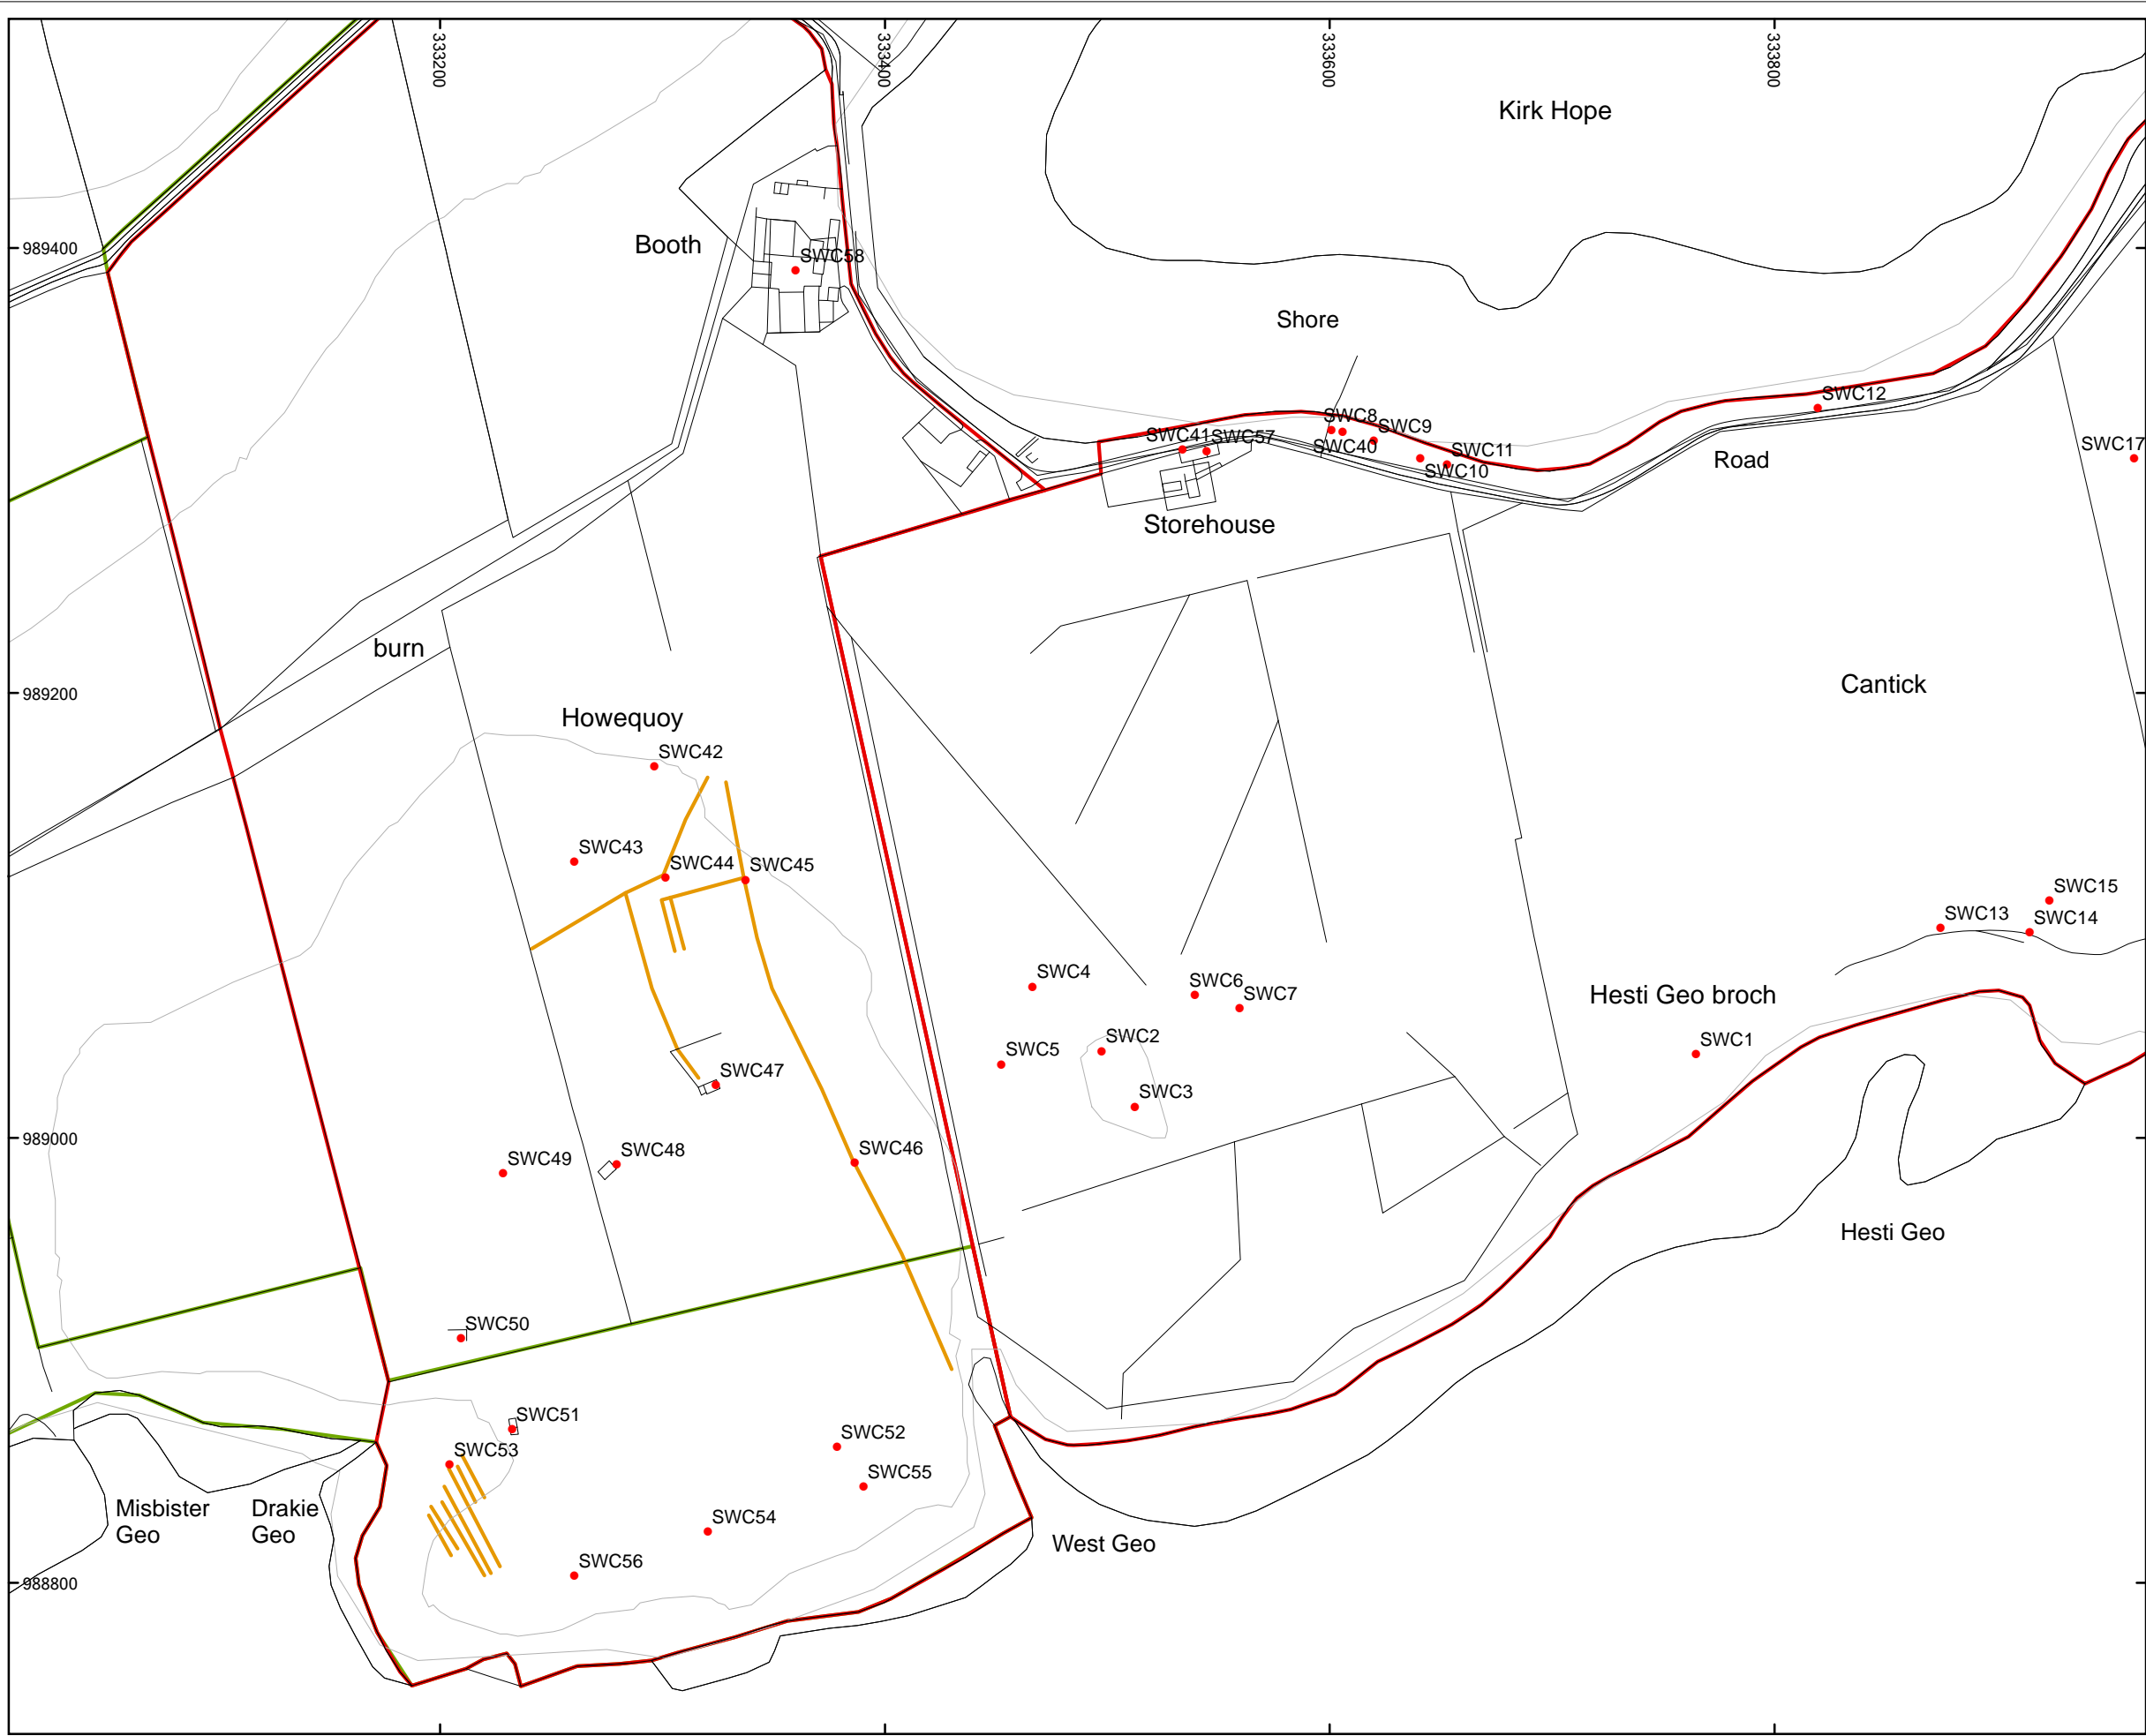 333200
333400
333600
333800
Kirk Hope
Booth
989400
SWC58
Shore
SWC12
SWC8
SWC9
SWC41
SWC57
SWC40
SWC11
SWC10
Road
SWC17
Storehouse
burn
989200
Cantick
Howequoy
SWC42
SWC43
SWC44
SWC45
SWC15
SWC13
SWC14
SWC4
SWC6
SWC7
Hesti Geo broch
SWC2
SWC5
SWC1
SWC47
SWC3
989000
SWC49
SWC48
SWC46
Hesti Geo
SWC50
SWC51
SWC52
SWC53
SWC55
Misbister
Geo
Drakie
Geo
SWC54
West Geo
SWC56
988800